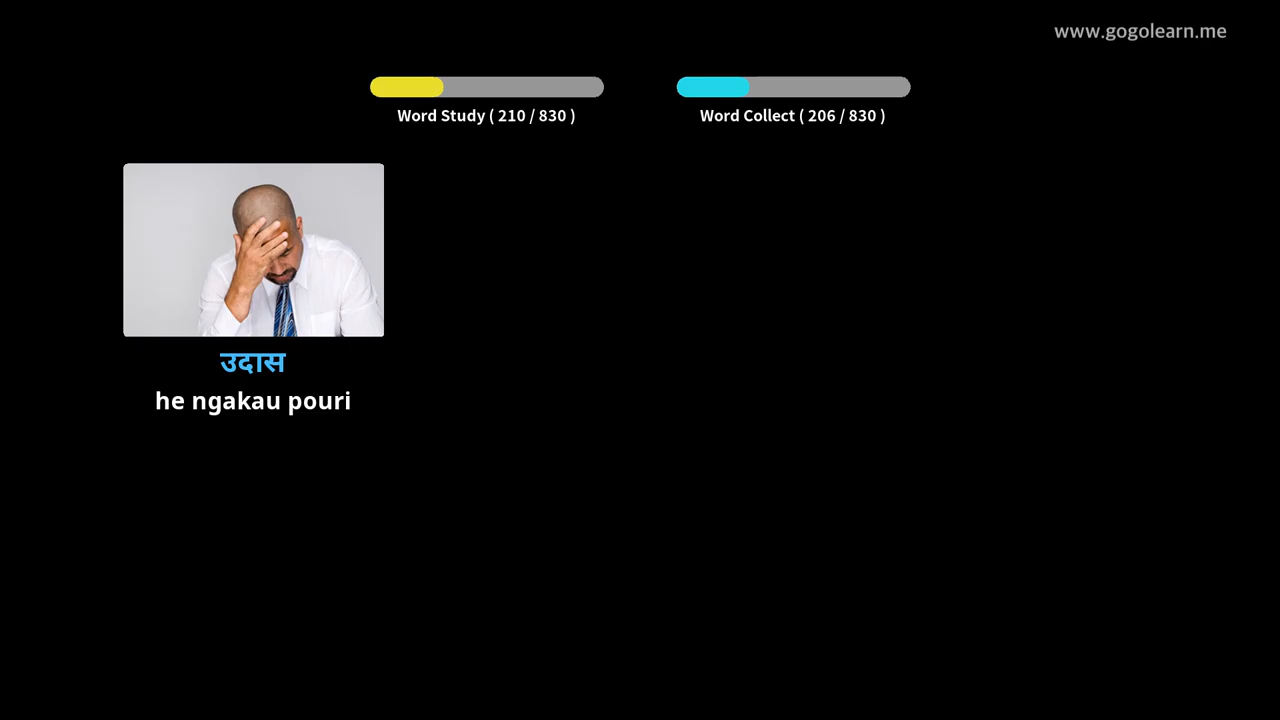 www.gogolearn.me
Word Study ( 210 / 830 )
Word Collect ( 206 / 830 )
उदास
he ngakau pouri